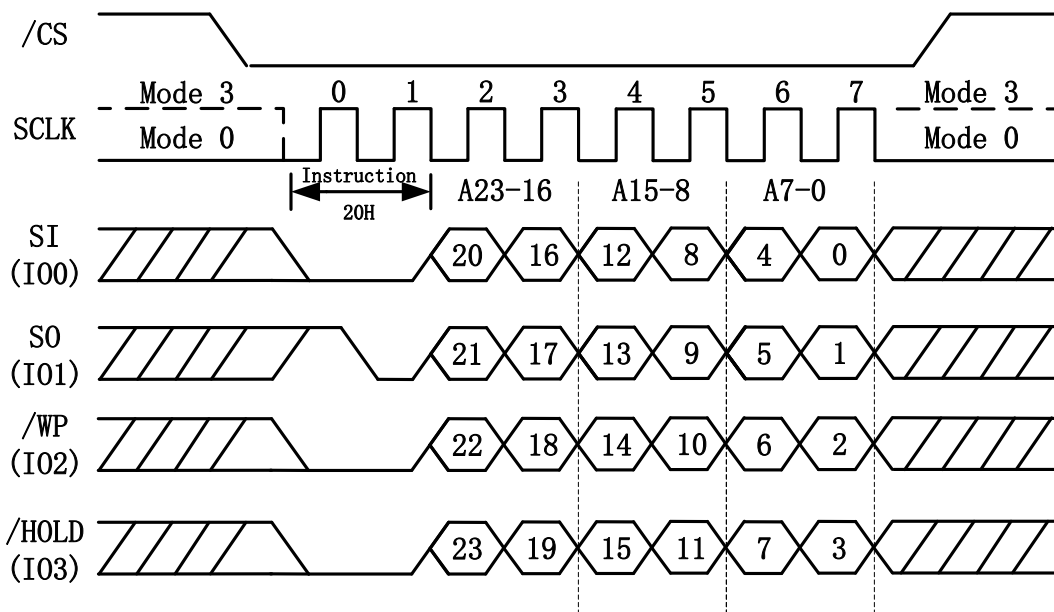 /CS
Mode 3 0 1 2 3 4 5 6 7 Mode 3
SCLK
Mode 0 Mode 0
Instruction A23-16 A15-8 A7-0
20H
SI
(IO0) 20 16 12 8 4 0
SO
(IO1) 21 17 13 9 5 1
/WP
(IO2) 22 18 14 10 6 2
/HOLD
(IO3) 23 19 15 11 7 3